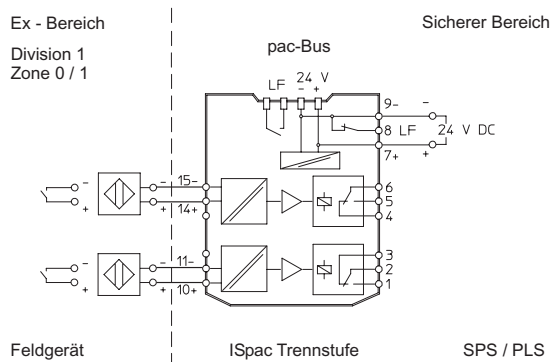 Ex - Bereich
Sicherer Bereich
Division 1
Zone 0 / 1
pac-Bus
LF 24 V
- +
9- -
8 LF 24 V DC
7+ +
- - 15-
+ + 14+
6
5
4
- - 11-
+ + 10+
3
2
1
Feldgerät
ISpac Trennstufe
SPS / PLS